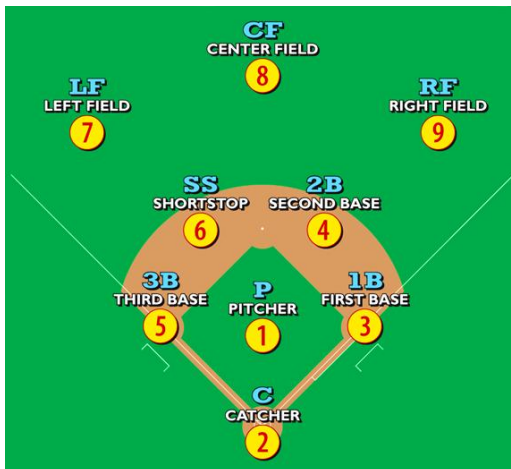 CF
CENTER FIELD
8
LF
LEFT FIELD
7
RF
RIGHT FIELD
9
SS
SHORTSTOP
6
2B
SECOND BASE
4
3B
THIRD BASE
5
P
PITCHER
1
1B
FIRST BASE
3
C
CATCHER
2